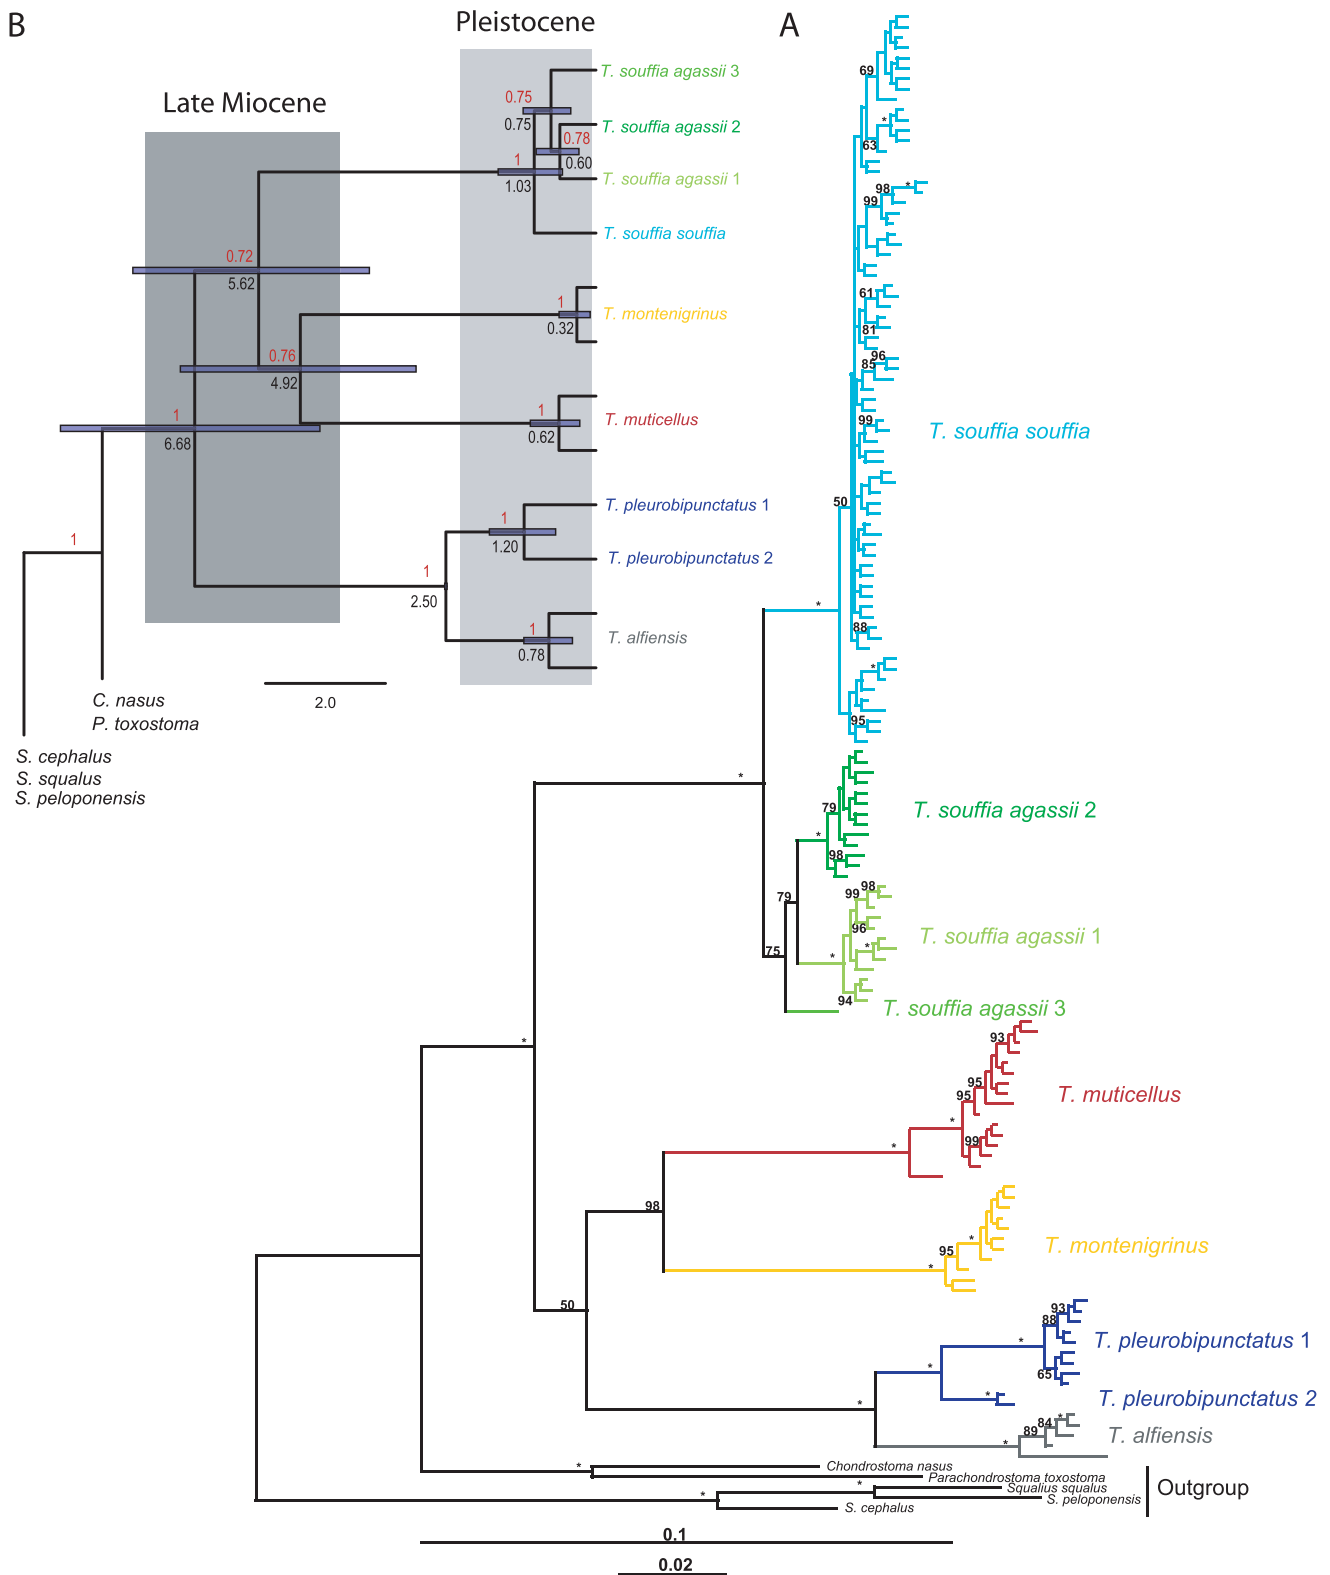 B
Late Miocene
Pleistocene
T. souffia agassii 3
0.75
0.75
T. souffia agassii 2
0.78
0.60
1
1.03
T. souffia agassii 1
T. souffia souffia
0.72
5.62
1
0.32
T. montenigrinus
0.76
4.92
1
0.62
T. muticellus
1
6.68
1
1.20
T. pleurobipunctatus 1
T. pleurobipunctatus 2
1
1
2.50
1
0.78
T. alfiensis
2.0
C. nasus
P. toxostoma
S. cephalus
S. squalus
S. peloponensis
A
69
*
63
98
*
99
61
81
96
85
99
50
*
88
*
95
T. souffia souffia
*
79
*
98
T. souffia agassii 2
79
98
99
96
*
*
75
94
T. souffia agassii 1
T. souffia agassii 3
*
93
95
95
*
99
*
T. muticellus
98
*
95
*
T. montenigrinus
50
93
88
*
65
*
T. pleurobipunctatus 1
*
T. pleurobipunctatus 2
*
*
84
89
*
T. alfiensis
*
Chondrostoma nasus
Parachondrostoma toxostoma
*
Squalius squalus
*
S. peloponensis
S. cephalus
Outgroup
0.1
0.02